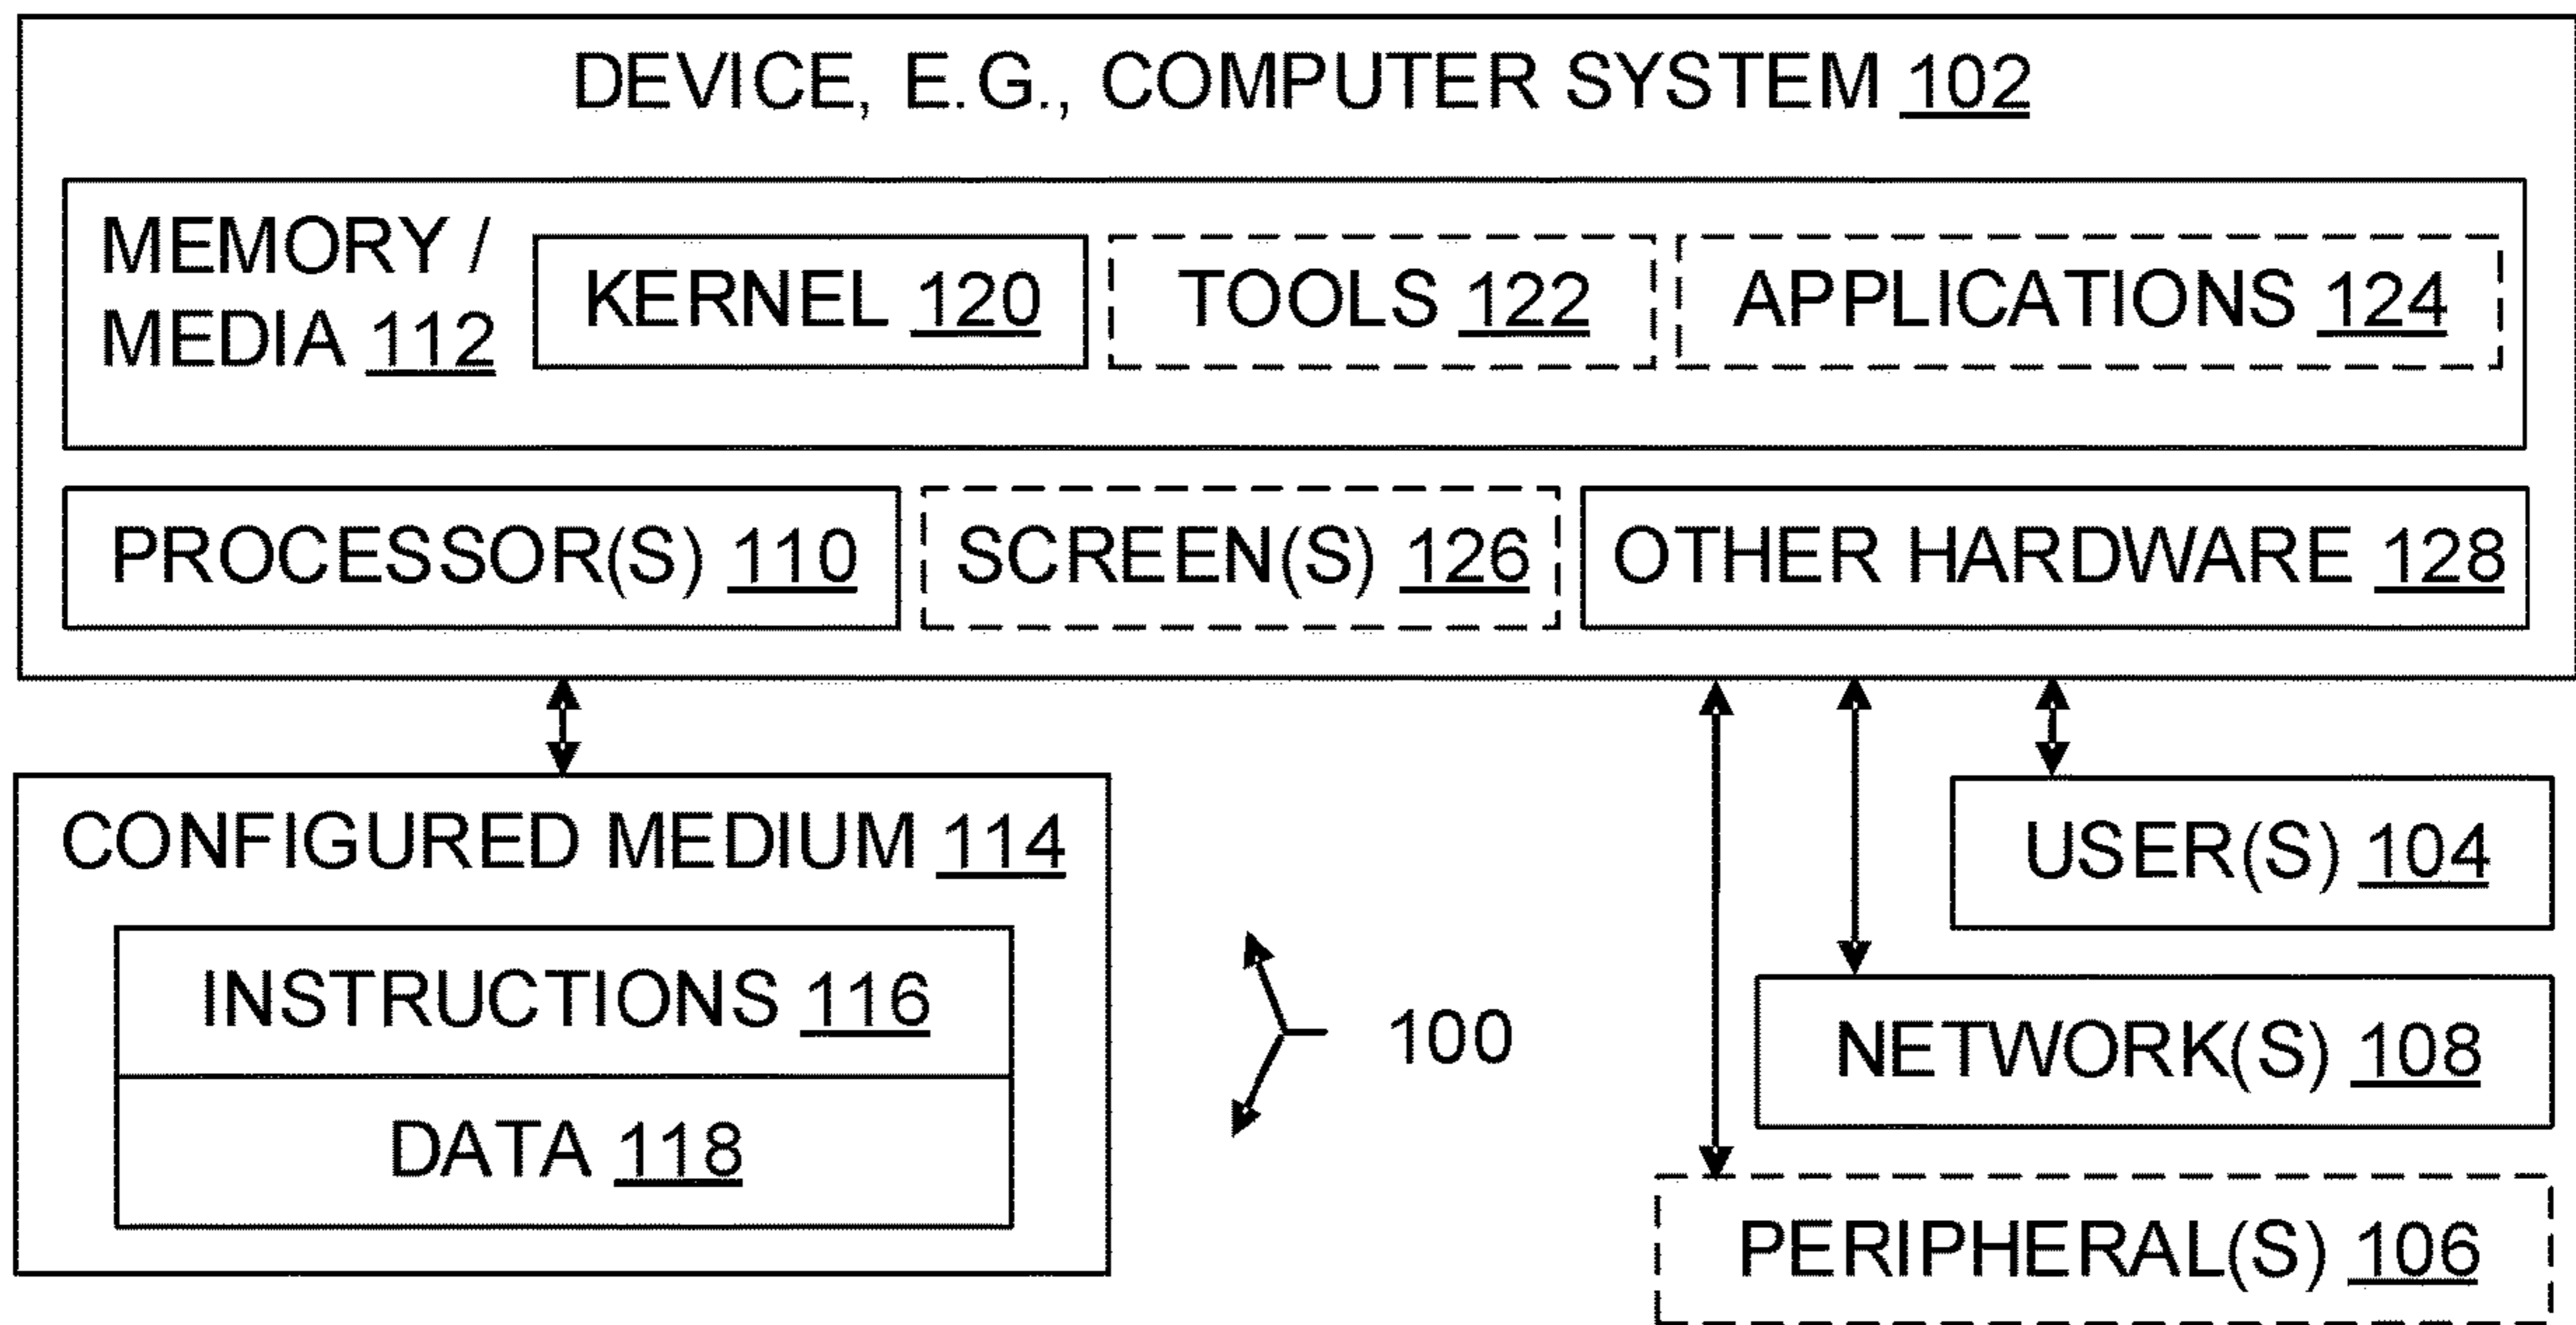 DEVICE, E.G., COMPUTER SYSTEM 102
MEMORY /
MEDIA 112
KERNEL 120
TOOLS 122
APPLICATIONS 124
PROCESSOR(S) 110
SCREEN(S) 126
OTHER HARDWARE 128
CONFIGURED MEDIUM 114
INSTRUCTIONS 116
DATA 118
100
USER(S) 104
NETWORK(S) 108
PERIPHERAL(S) 106